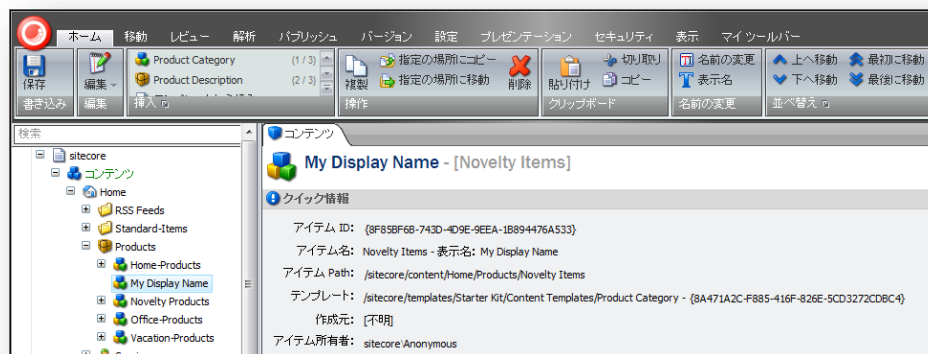 ホーム 移動 レビュー 解析 パブリッシュ バージョン 設定 プレゼンテーション セキュリティ 表示 マイ ツールバー
Product Category (1 / 3) 指定の場所にコピー 切り取り 名前の変更 上へ移動 最初に移動
保存 編集 Product Description (2 / 3) 複製 指定の場所に移動 削除 貼り付け コピー 表示名 下へ移動 最後に移動
書き込み 編集 挿入 操作 クリップボード 名前の変更 並べ替え
検索 コンテンツ
sitecore
コンテンツ
Home
RSS Feeds
Standard-Items
Products
Home-Products
My Display Name
Novelty Products
Office-Products
Vacation-Products
My Display Name - [Novelty Items]
クイック情報
アイテム ID: {8F85BF6B-743D-4D9E-9EEA-1B894476A533}
アイテム名: Novelty Items - 表示名: My Display Name
アイテム Path: /sitecore/content/Home/Products/Novelty Items
テンプレート: /sitecore/templates/Starter Kit/Content Templates/Product Category - {8A471A2C-F885-416F-826E-5CD3272CDBC4}
作成元: [不明]
アイテム所有者: sitecore\Anonymous